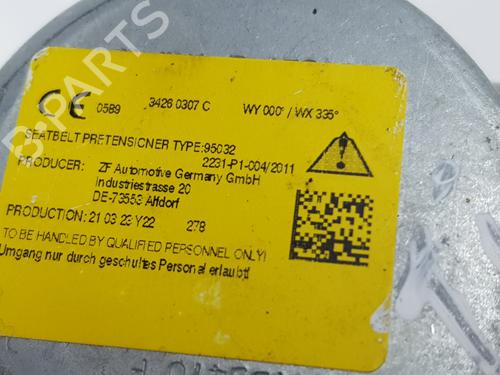 CE 0589 3426 0307 C WY 000° / WX 335°
SEATBELT PRETENSIONER TYPE:95032
2231-P1-004/2011
PRODUCER: ZF Automotive Germany GmbH
Industriestrasse 20
DE-73553 Alfdorf
PRODUCTION: 21 03 23 Y22 278
TO BE HANDLED BY QUALIFIED PERSONNEL ONLY!
Umgang nur durch geschultes Personal erlaubt!
B-PARTS